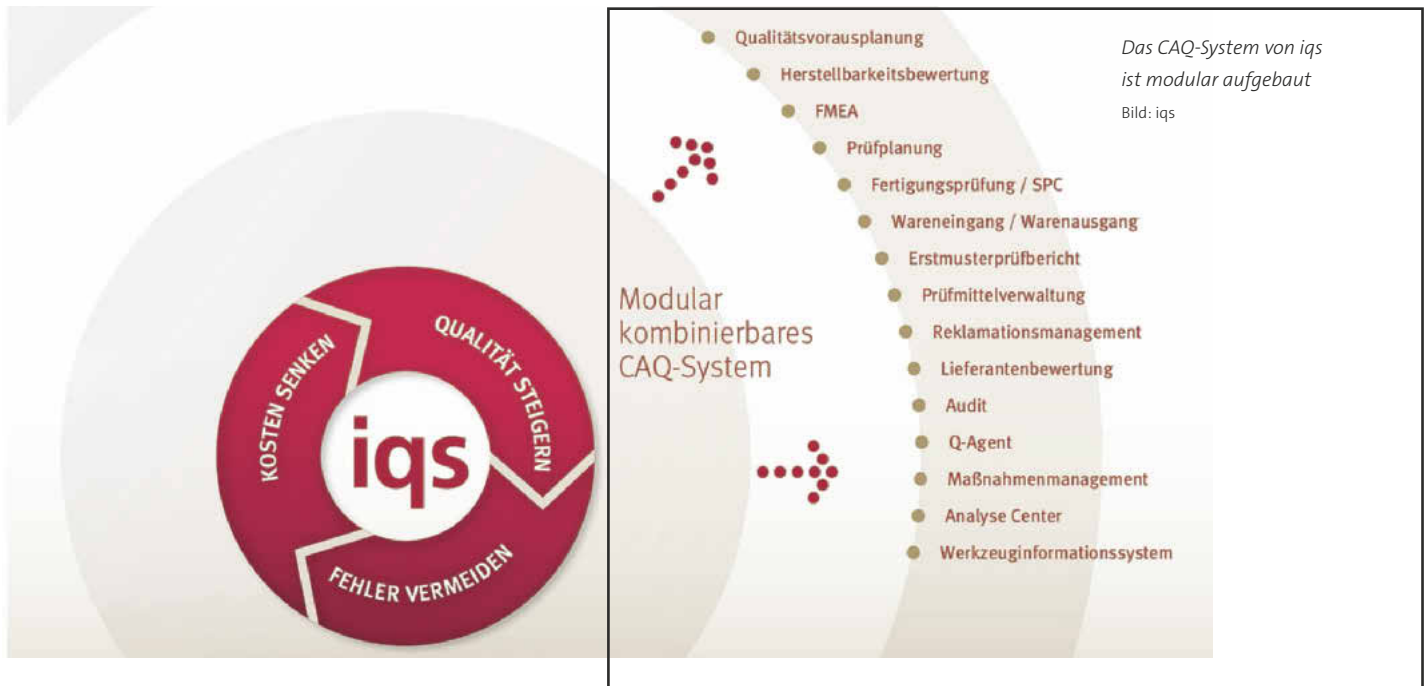 KOSTEN SENKEN
QUALITÄT STEIGERN
FEHLER VERMEIDEN
iqs
Modular
kombinierbares
CAQ-System
Qualitätsvorausplanung
Herstellbarkeitsbewertung
FMEA
Prüfplanung
Fertigungsprüfung / SPC
Wareneingang / Warenausgang
Erstmusterprüfbericht
Prüfmittelverwaltung
Reklamationsmanagement
Lieferantenbewertung
Audit
Q-Agent
Maßnahmenmanagement
Analyse Center
Werkzeuginformationssystem
Das CAQ-System von iqs
ist modular aufgebaut
Bild: iqs